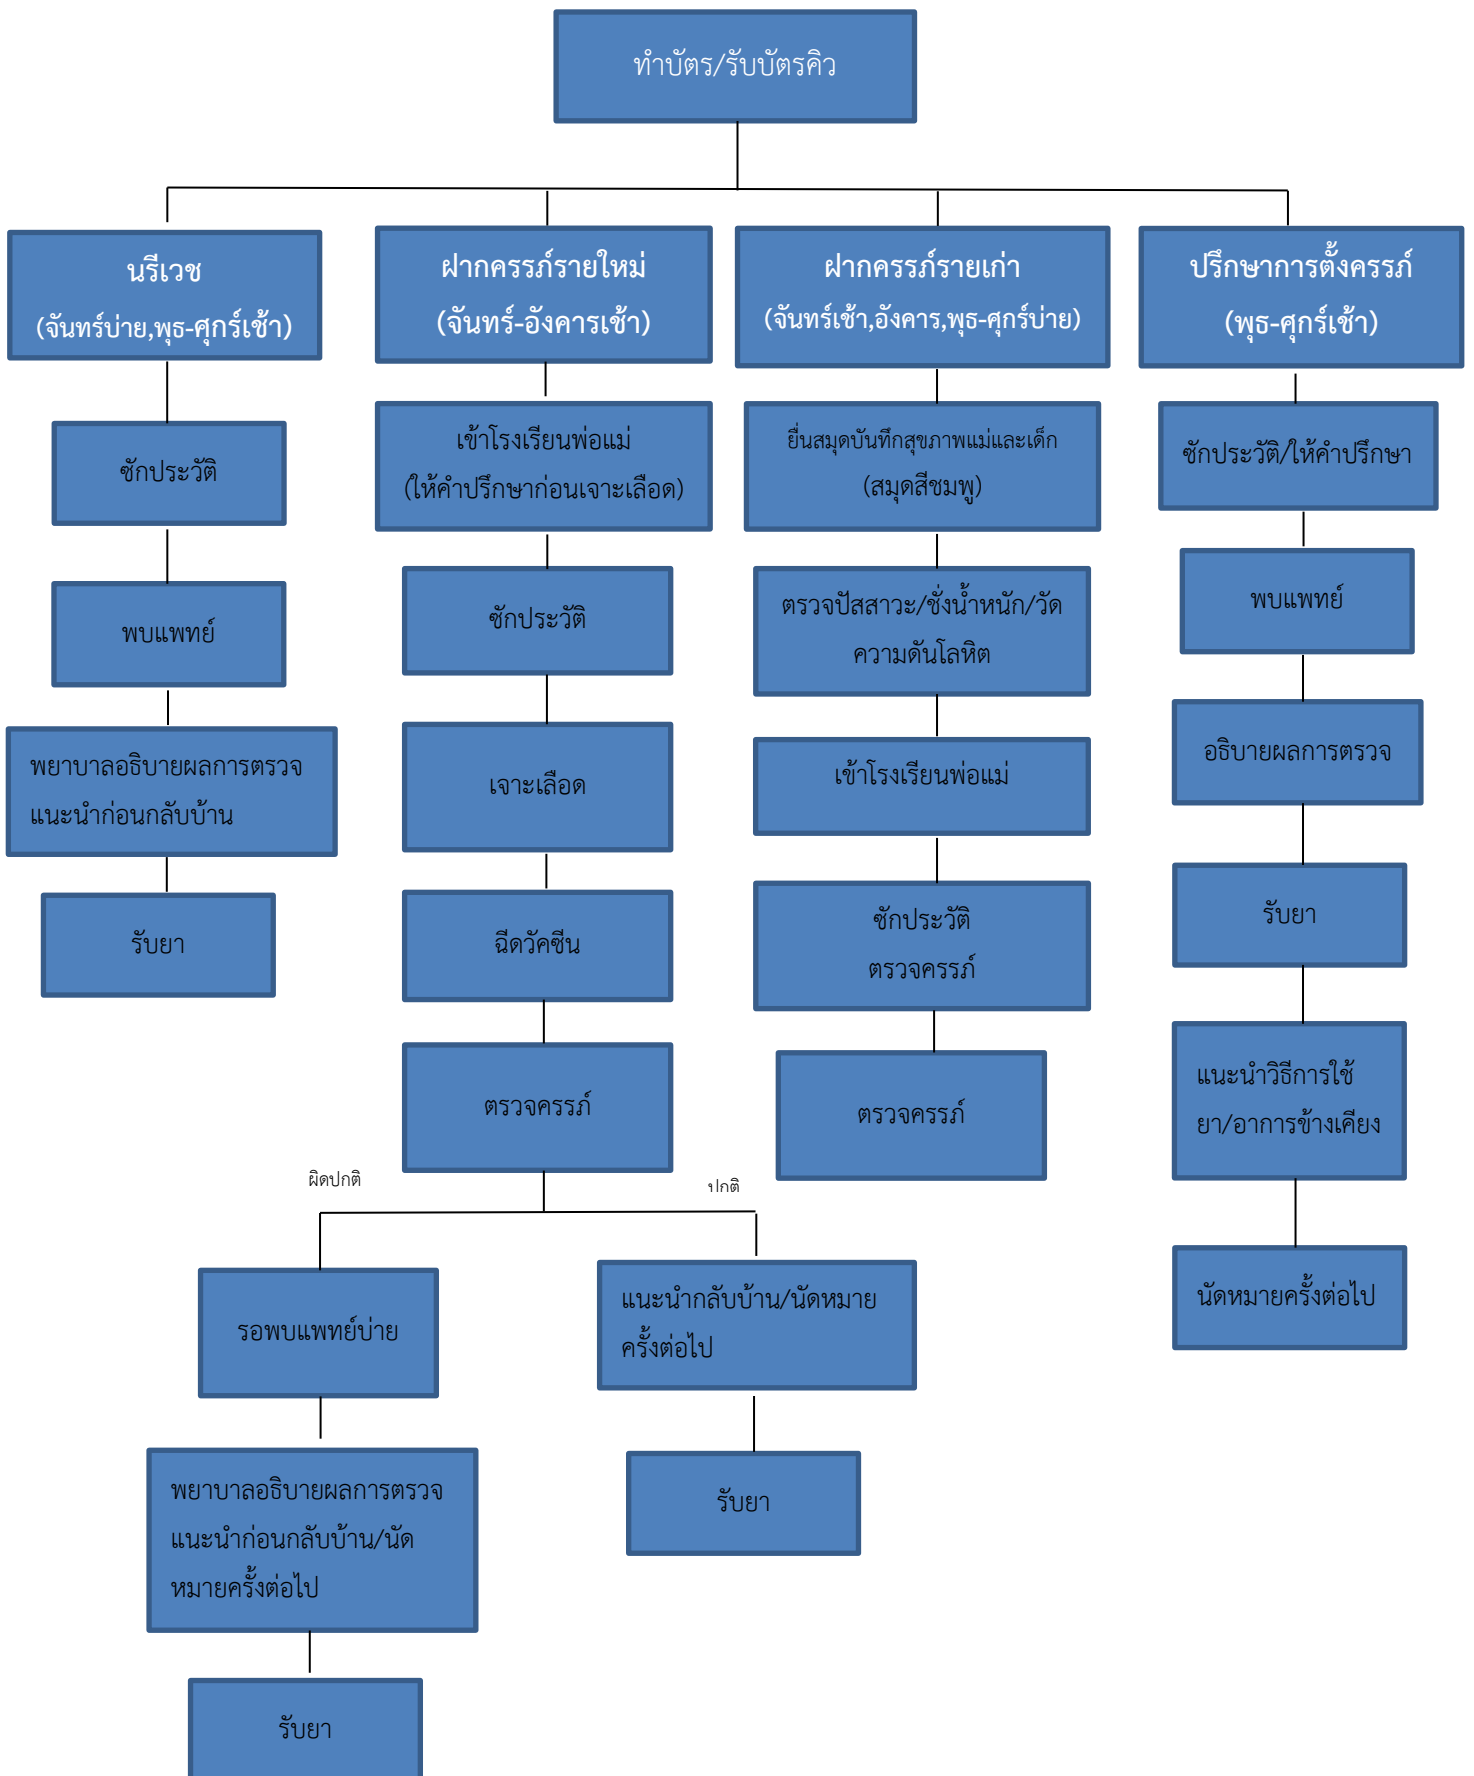 ทำบัตร/รับบัตรคิว
นรีเวช
(จันทร์บ่าย,พุธ-ศุกร์เช้า)
ซักประวัติ
พบแพทย์
พยาบาลอธิบายผลการตรวจ
แนะนำก่อนกลับบ้าน
รับยา
ฝากครรภ์รายใหม่
(จันทร์-อังคารเช้า)
เข้าโรงเรียนพ่อแม่
(ให้คำปรึกษาก่อนเจาะเลือด)
ซักประวัติ
เจาะเลือด
ฉีดวัคซีน
ตรวจครรภ์
ผิดปกติ
รอพบแพทย์บ่าย
พยาบาลอธิบายผลการตรวจ
แนะนำก่อนกลับบ้าน/นัด
หมายครั้งต่อไป
รับยา
ปกติ
แนะนำกลับบ้าน/นัดหมาย
ครั้งต่อไป
รับยา
ฝากครรภ์รายเก่า
(จันทร์เช้า,อังคาร,พุธ-ศุกร์บ่าย)
ยื่นสมุดบันทึกสุขภาพแม่และเด็ก
(สมุดสีชมพู)
ตรวจปัสสาวะ/ชั่งน้ำหนัก/วัด
ความดันโลหิต
เข้าโรงเรียนพ่อแม่
ซักประวัติ
ตรวจครรภ์
ตรวจครรภ์
ปรึกษาการตั้งครรภ์
(พุธ-ศุกร์เช้า)
ซักประวัติ/ให้คำปรึกษา
พบแพทย์
อธิบายผลการตรวจ
รับยา
แนะนำวิธีการใช้
ยา/อาการข้างเคียง
นัดหมายครั้งต่อไป